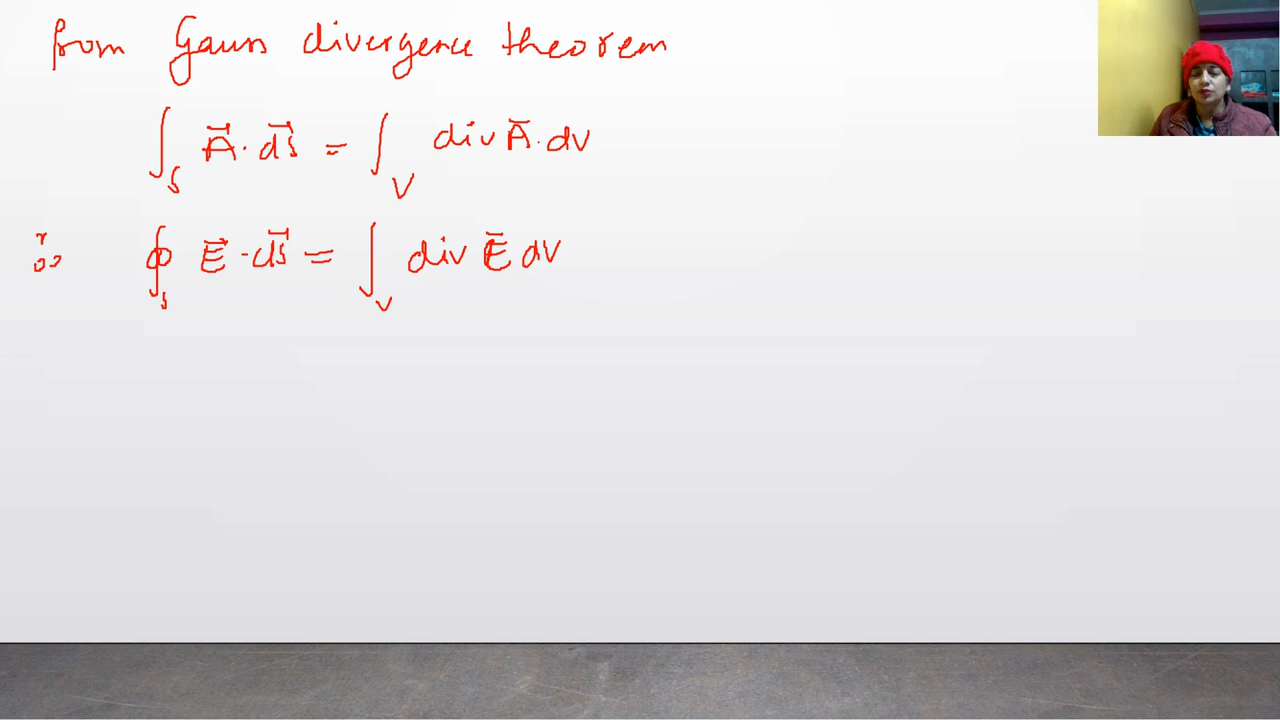 from Gauss divergence theorem
∫_S A⃗ · ds⃗ = ∫_V div A⃗ · dv
∴ ∮_s E⃗ · ds⃗ = ∫_V div E⃗ dv